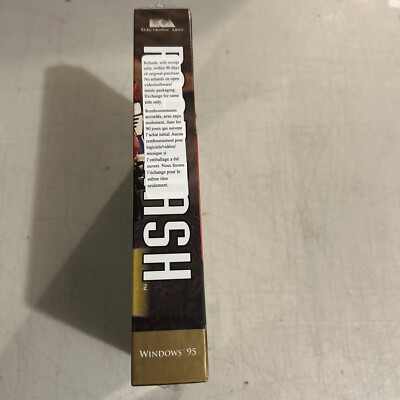 ELECTRONIC ARTS
Refunds, with receipt
only, within 90 days
of original purchase.
No refunds on open
video/software/
music packaging.
Exchange for same
title only.
Remboursements
accordés, avec reçu
seulement, dans les
90 jours qui suivent
l'achat initial. Aucun
remboursement pour
logiciels/vidéos/
musique si
l'emballage a été
ouvert. Nous ferons
l'échange pour le
même titre
seulement.
ASH
WINDOWS 95